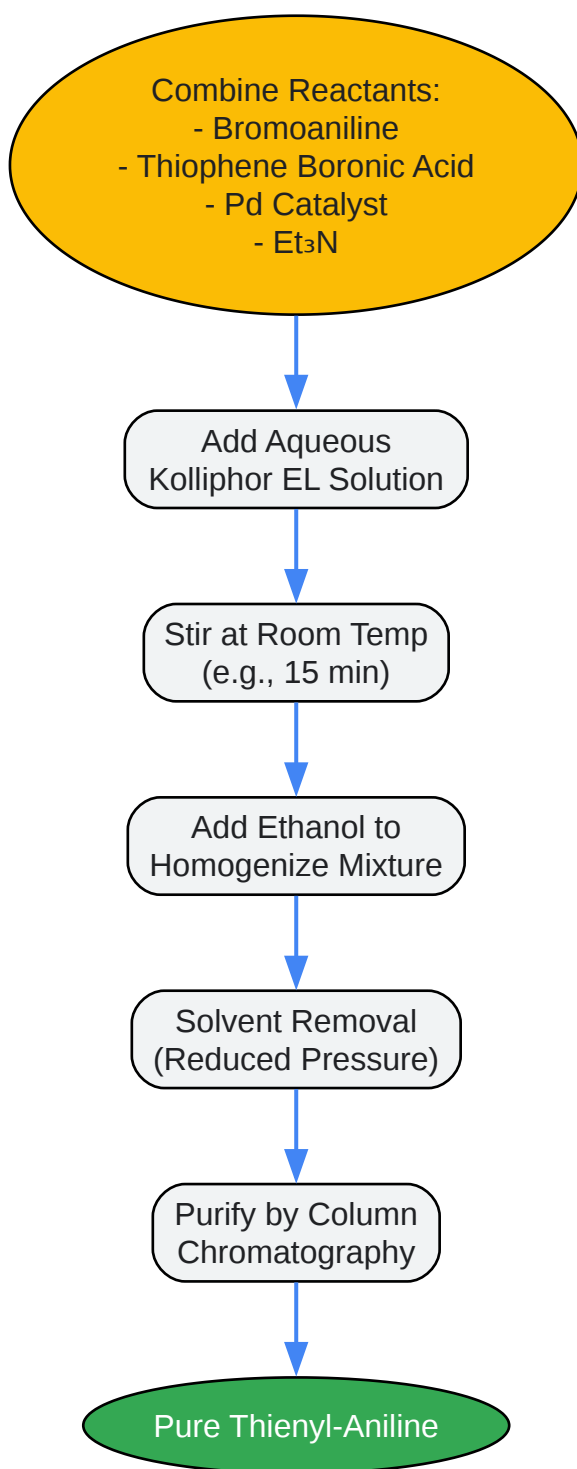 Combine Reactants:
- Bromoaniline
- Thiophene Boronic Acid
- Pd Catalyst
- Et₃N
Add Aqueous
Kolliphor EL Solution
Stir at Room Temp
(e.g., 15 min)
Add Ethanol to
Homogenize Mixture
Solvent Removal
(Reduced Pressure)
Purify by Column
Chromatography
Pure Thienyl-Aniline